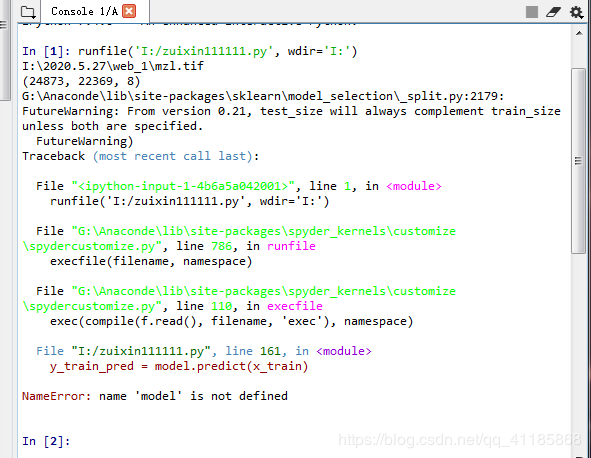 Console 1/A
In [1]: runfile('I:/zuixin111111.py', wdir='I:')
I:\2020.5.27\web_1\mzl.tif
(24873, 22369, 8)
G:\Anaconde\lib\site-packages\sklearn\model_selection\_split.py:2179:
FutureWarning: From version 0.21, test_size will always complement train_size
unless both are specified.
  FutureWarning)
Traceback (most recent call last):
  File "<ipython-input-1-4b6a5a042001>", line 1, in <module>
    runfile('I:/zuixin111111.py', wdir='I:')
  File "G:\Anaconde\lib\site-packages\spyder_kernels\customize
\spydercustomize.py", line 786, in runfile
    execfile(filename, namespace)
  File "G:\Anaconde\lib\site-packages\spyder_kernels\customize
\spydercustomize.py", line 110, in execfile
    exec(compile(f.read(), filename, 'exec'), namespace)
  File "I:/zuixin111111.py", line 161, in <module>
    y_train_pred = model.predict(x_train)
NameError: name 'model' is not defined
In [2]:
https://blog.csdn.net/qq_41185868